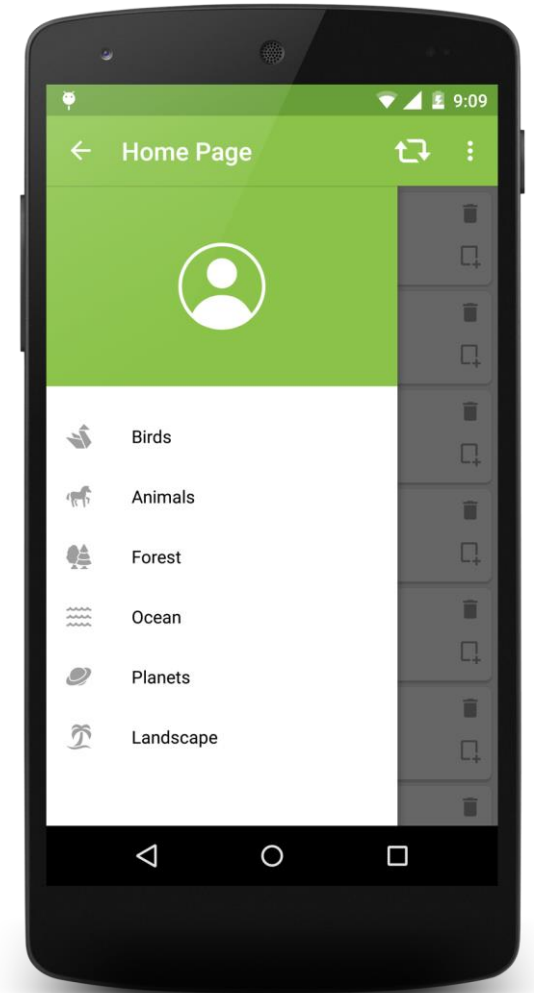 9:09
Home Page
Birds
Animals
Forest
Ocean
Planets
Landscape